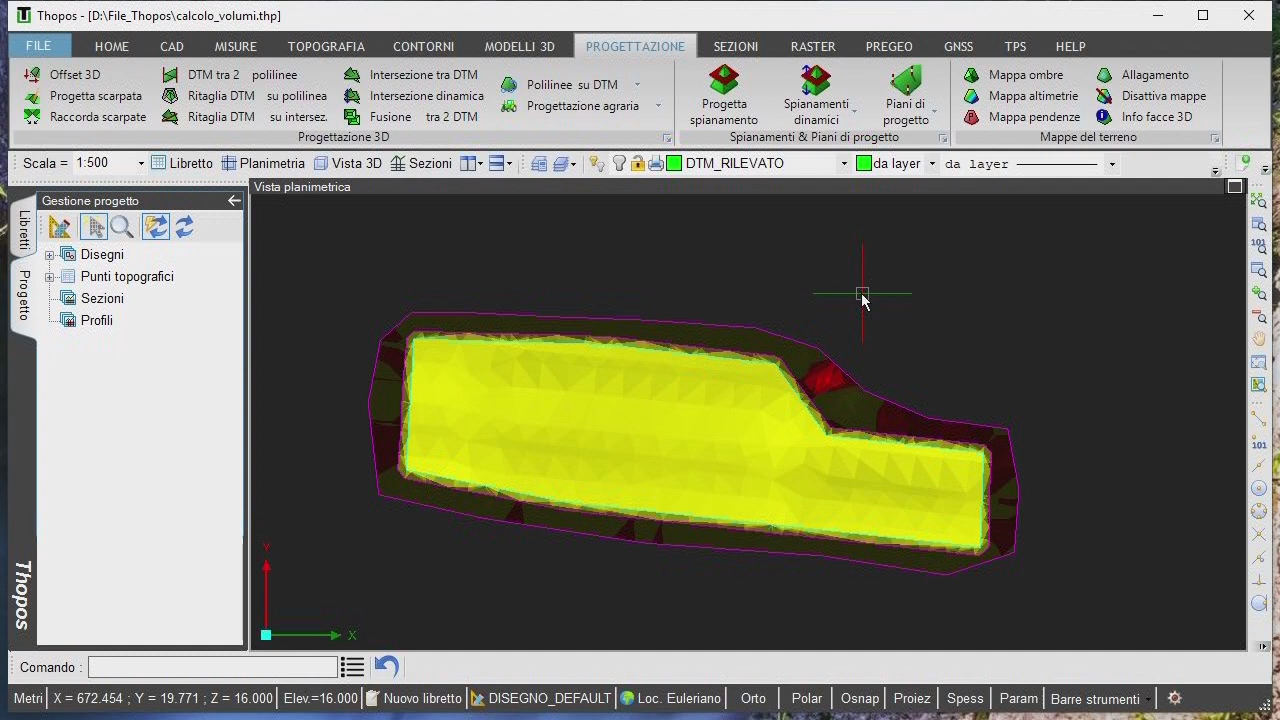 Thopos - [D:\File_Thopos\calcolo_volumi.thp]
FILE HOME CAD MISURE TOPOGRAFIA CONTORNI MODELLI 3D PROGETTAZIONE SEZIONI RASTER PREGEO GNSS TPS HELP
Offset 3D DTM tra 2 polilinee Intersezione tra DTM Polilinee su DTM Progetta spianamento Spianamenti dinamici Piani di progetto Mappa ombre Allagamento
Progetta scarpata Ritaglia DTM su polilinea Intersezione dinamica Progettazione agraria Mappa altimetrie Disattiva mappe
Raccorda scarpate Ritaglia DTM su intersez. Fusione tra 2 DTM Mappa pendenze Info facce 3D
Progettazione 3D Spianamenti & Piani di progetto Mappe del terreno
Scala = 1:500 Libretto Planimetria Vista 3D Sezioni DTM_RILEVATO da layer da layer
Vista planimetrica
Gestione progetto
Libretti
Progetto
Disegni
Punti topografici
Sezioni
Profili
Thopos
101
101
Y
X
Comando :
Metri X = 672.454 ; Y = 19.771 ; Z = 16.000 Elev.=16.000 Nuovo libretto DISEGNO_DEFAULT Loc. Euleriano Orto Polar Osnap Proiez Spess Param Barre strumenti